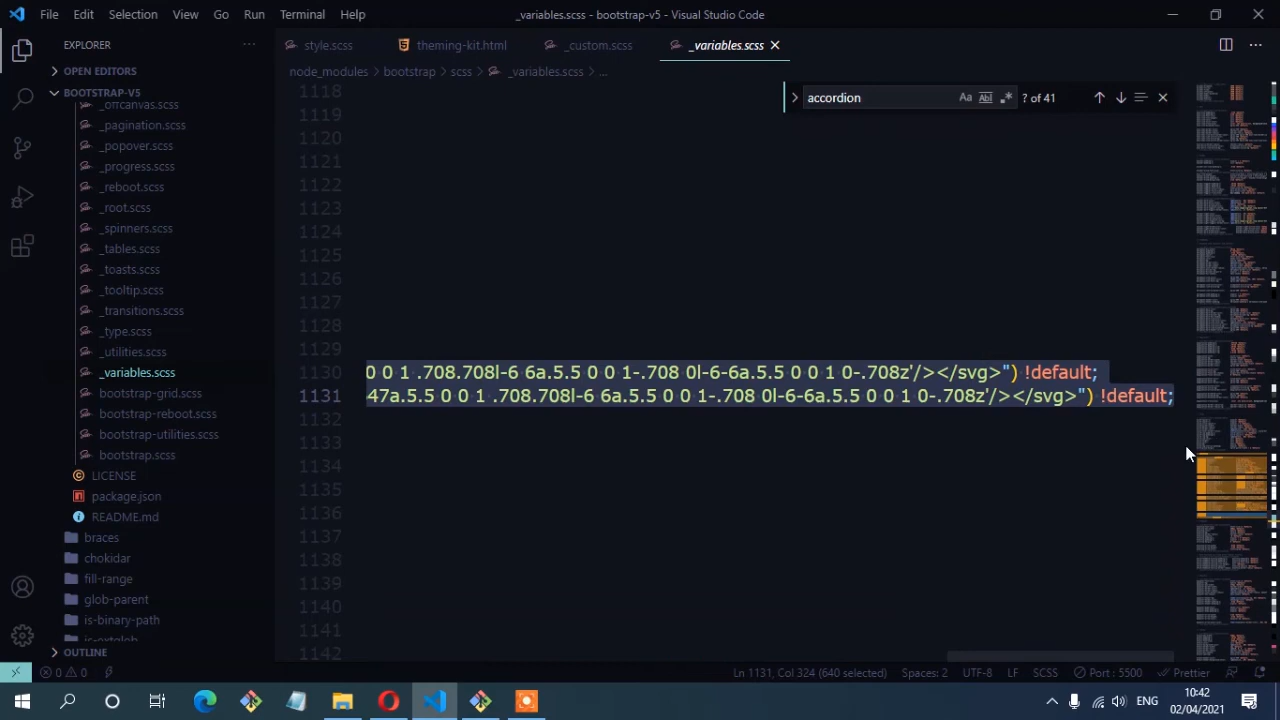 File Edit Selection View Go Run Terminal Help
_variables.scss - bootstrap-v5 - Visual Studio Code
EXPLORER
style.scss theming-kit.html _custom.scss _variables.scss
OPEN EDITORS
node_modules bootstrap scss _variables.scss ...
BOOTSTRAP-V5
accordion Aa Abl .* ? of 41
_offcanvas.scss
_pagination.scss
_popover.scss
_progress.scss
_reboot.scss
_root.scss
_spinners.scss
_tables.scss
_toasts.scss
_tooltip.scss
_transitions.scss
_type.scss
_utilities.scss
_variables.scss
bootstrap-grid.scss
bootstrap-reboot.scss
bootstrap-utilities.scss
bootstrap.scss
LICENSE
package.json
README.md
braces
chokidar
fill-range
glob-parent
is-binary-path
is-extglob
OUTLINE
1118
1119
1120
1121
1122
1123
1124
1125
1126
1127
1128
1129
1130 0 0 1 .708.708l-6 6a.5.5 0 0 1-.708 0l-6-6a.5.5 0 0 1 0-.708z'/></svg>") !default;
1131 47a.5.5 0 0 1 .708.708l-6 6a.5.5 0 0 1-.708 0l-6-6a.5.5 0 0 1 0-.708z'/></svg>") !default;
1132
1133
1134
1135
1136
1137
1138
1139
1140
1141
1142
0 0 Ln 1131, Col 294 (640 selected) Spaces: 2 UTF-8 LF SCSS Port : 5500 Prettier
ENG
10:42
02/04/2021